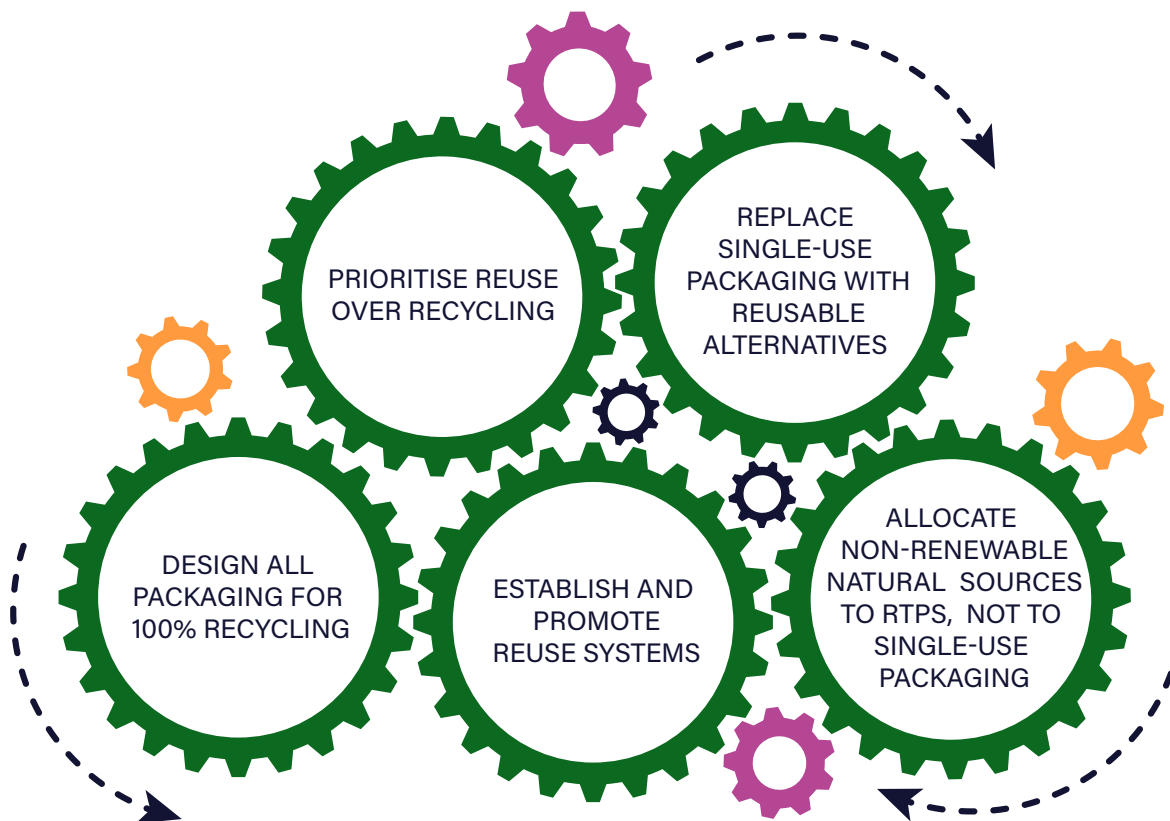 PRIORITISE REUSE
OVER RECYCLING
REPLACE
SINGLE-USE
PACKAGING WITH
REUSABLE
ALTERNATIVES
DESIGN ALL
PACKAGING FOR
100% RECYCLING
ESTABLISH AND
PROMOTE
REUSE SYSTEMS
ALLOCATE
NON-RENEWABLE
NATURAL  SOURCES
TO RTPS,  NOT TO
SINGLE-USE
PACKAGING